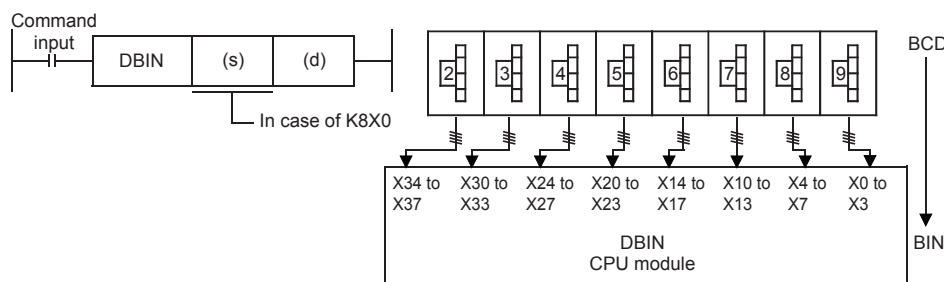 Command
input
DBIN (s) (d)
In case of K8X0
2 3 4 5 6 7 8 9
BCD
X34 to X30 to X24 to X20 to X14 to X10 to X4 to X0 to
X37 X33 X27 X23 X17 X13 X7 X3
DBIN
CPU module
BIN